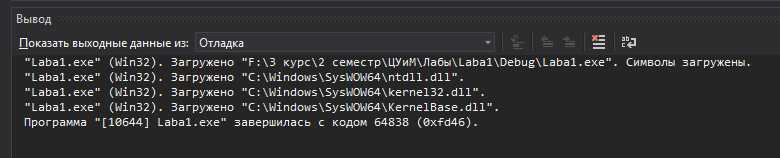 Вывод
Показать выходные данные из: Отладка
"Laba1.exe" (Win32). Загружено "F:\3 курс\2 семестр\ЦУиМ\Лабы\Laba1\Debug\Laba1.exe". Символы загружены.
"Laba1.exe" (Win32). Загружено "C:\Windows\SysWOW64\ntdll.dll".
"Laba1.exe" (Win32). Загружено "C:\Windows\SysWOW64\kernel32.dll".
"Laba1.exe" (Win32). Загружено "C:\Windows\SysWOW64\KernelBase.dll".
Программа "[10644] Laba1.exe" завершилась с кодом 64838 (0xfd46).